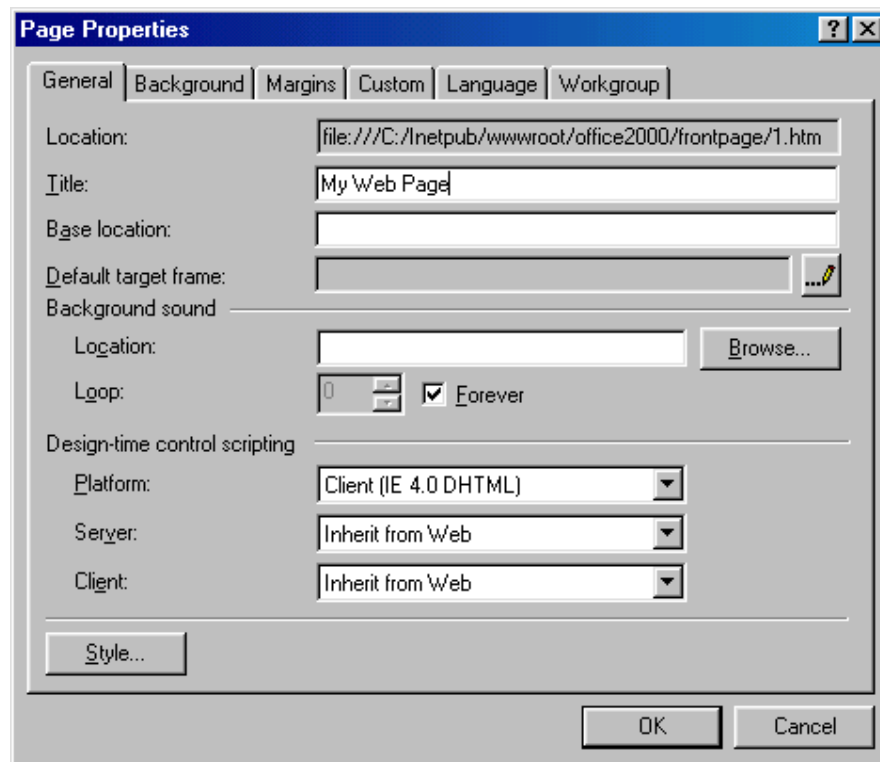 Page Properties
General Background Margins Custom Language Workgroup
Location: file:///C:/Inetpub/wwwroot/office2000/frontpage/1.htm
Title: My Web Page
Base location:
Default target frame: ...
Background sound
Location: Browse...
Loop: 0 Forever
Design-time control scripting
Platform: Client (IE 4.0 DHTML)
Server: Inherit from Web
Client: Inherit from Web
Style...
OK Cancel